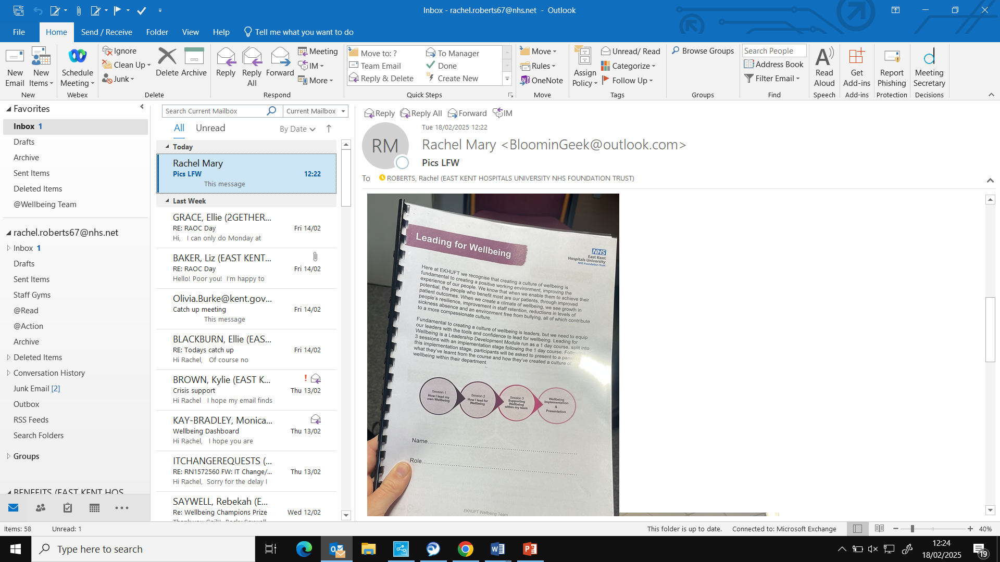 Inbox - rachel.roberts67@nhs.net - Outlook
File
Home
Send / Receive
Folder
View
Help
Tell me what you want to do
New Email
New Items
New
Schedule Meeting
Webex
Ignore
Clean Up
Junk
Delete
Archive
Delete
Reply
Reply All
Forward
Meeting
IM
More
Respond
Move to: ?
Team Email
Reply & Delete
To Manager
Done
Create New
Quick Steps
Move
Rules
OneNote
Move
Assign Policy
Unread/ Read
Categorize
Follow Up
Tags
Browse Groups
Groups
Search People
Address Book
Filter Email
Find
Read Aloud
Speech
Get Add-ins
Add-ins
Report Phishing
Protection
Meeting Secretary
Decisions
Favorites
Inbox 1
Drafts
Archive
Sent Items
Deleted Items
@Wellbeing Team
rachel.roberts67@nhs.net
Inbox 1
Drafts
Sent Items
Staff Gyms
@Read
@Action
Archive
Deleted Items
Conversation History
Junk Email [2]
Outbox
RSS Feeds
Search Folders
Groups
BENEFITS (EAST KENT HOS
Search Current Mailbox
Current Mailbox
All
Unread
By Date
Today
Rachel Mary
Pics LFW 12:22
This message
Last Week
GRACE, Ellie (2GETHER...
RE: RAOC Day Fri 14/02
Hi, I can only do Monday at
BAKER, Liz (EAST KENT...
RE: RAOC Day Fri 14/02
Hello! Poor you! I'm happy to
Olivia.Burke@kent.gov...
Catch up meeting Fri 14/02
This message
BLACKBURN, Ellie (EAS...
RE: Todays catch up Fri 14/02
Hi Rachel, Of course no
BROWN, Kylie (EAST K... !
Crisis support Thu 13/02
Hi Rachel I hope my email finds
KAY-BRADLEY, Monica...
Wellbeing Dashboard Thu 13/02
Hi Rachel, I hope you are
ITCHANGEREQUESTS (...
RE: RN1572560 FW: IT Change/... Thu 13/02
Hi Rachel, Sorry for the delay I
SAYWELL, Rebekah (E...
Re: Wellbeing Champions Prize Wed 12/02
Reply
Reply All
Forward
IM
Tue 18/02/2025 12:22
RM
Rachel Mary <BloominGeek@outlook.com>
Pics LFW
To ROBERTS, Rachel (EAST KENT HOSPITALS UNIVERSITY NHS FOUNDATION TRUST)
Leading for Wellbeing
NHS
East Kent
Hospitals University
NHS Foundation Trust
Here at EKHUFT we recognise that creating a culture of wellbeing is
fundamental to creating a positive working environment, improving the
experience of our people. We know that when we enable them to achieve their
potential, the people who benefit most are our patients, through improved
patient outcomes. When we create a climate of wellbeing, we see growth in
people's resilience, improvement in staff retention, reductions in levels of
sickness absence and an environment free from bullying, all of which contribute
to a more compassionate culture.
Fundamental to creating a culture of wellbeing is leaders, but we need to equip
our leaders with the tools and confidence to lead for wellbeing. Leading for
Wellbeing is a Leadership Development Module run as a 1 day course, split into
3 sessions with an implementation stage following the 1 day course. Following
this implementation stage, participants will be asked to present to a panel
what they've learnt from the course and how they've created a culture of
wellbeing within their department.
Session 1
How I lead my
own Wellbeing
Session 2
How I lead for
Wellbeing
Session 3
Supporting
Wellbeing
within my team
Wellbeing
Implementation
&
Presentation
Name
Role
EKHUFT Wellbeing Team
Items: 58
Unread: 1
This folder is up to date.
Connected to: Microsoft Exchange
40%
Type here to search
12:24
18/02/2025
19